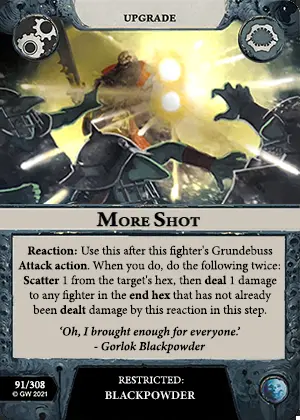 UPGRADE
MORE SHOT
Reaction: Use this after this fighter's Grundebuss
Attack action. When you do, do the following twice:
Scatter 1 from the target's hex, then deal 1 damage
to any fighter in the end hex that has not already
been dealt damage by this reaction in this step.
'Oh, I brought enough for everyone.'
- Gorlok Blackpowder
91/308
© GW 2021
RESTRICTED:
BLACKPOWDER